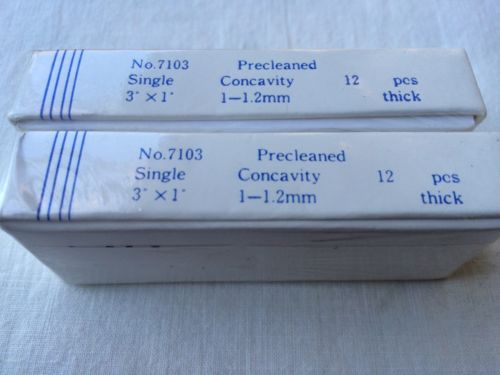 No.7103 Precleaned
Single Concavity 12 pcs
3" ×1" 1—1.2mm thick
No.7103 Precleaned
Single Concavity 12 pcs
3" ×1" 1—1.2mm thick